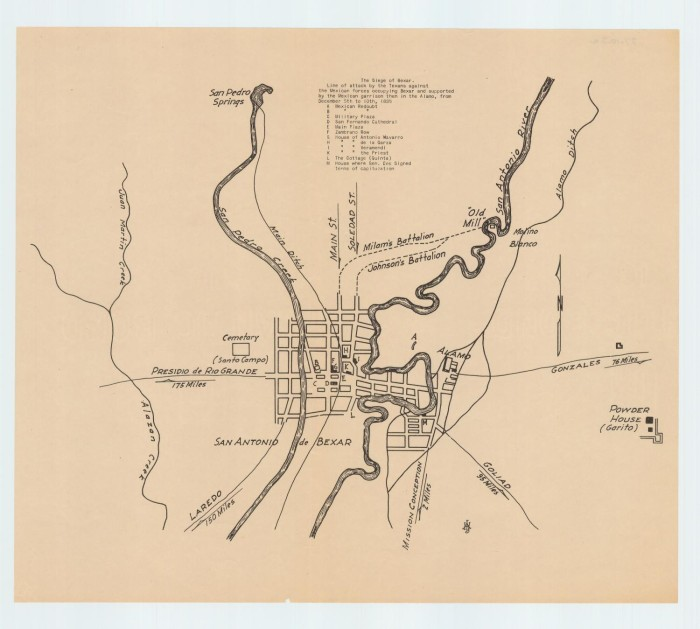 The Siege of Bexar.
Line of attack by the Texans against
the Mexican forces occupying Bexar and supported
by the Mexican garrison then in the Alamo, from
December 5th to 10th, 1835
A Mexican Redoubt
B " "
C Military Plaza
D San Fernando Cathedral
E Main Plaza
F Zambrano Row
G House of Antonio Navarro
H " " de la Garza
I " " Veramendi
K " " the Priest
L The Cottage (Quinta)
M House where Gen. Cos Signed
terms of capitulation
San Pedro
Springs
San Antonio River
Alamo Ditch
Juan Martin Creek
San Pedro Creek
Main Ditch
MAIN ST.
SOLEDAD ST.
"Old
Mill"
Molino
Blanco
Milam's Battalion
Johnson's Battalion
N
Cemetary
(Santo Campo)
A
ALAMO
B
PRESIDIO de RIO GRANDE
175 Miles
GONZALES 76 Miles
H
K
C D
E
L
M
POWDER
HOUSE
(Garito)
Alazan Creek
SAN ANTONIO de BEXAR
LAREDO
150 Miles
MISSION CONCEPTION
2 Miles
GOLIAD
95 Miles